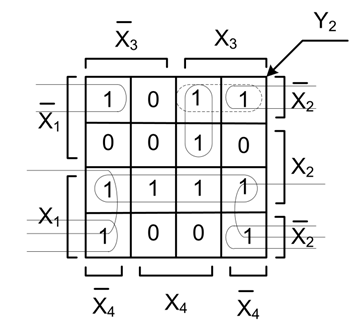 X̅₃ X₃ Y₂
1 0 1 1 X̅₂
X̅₁
0 0 1 0
X₂
1 1 1 1
X₁
1 0 0 1 X̅₂
X̅₄ X₄ X̅₄